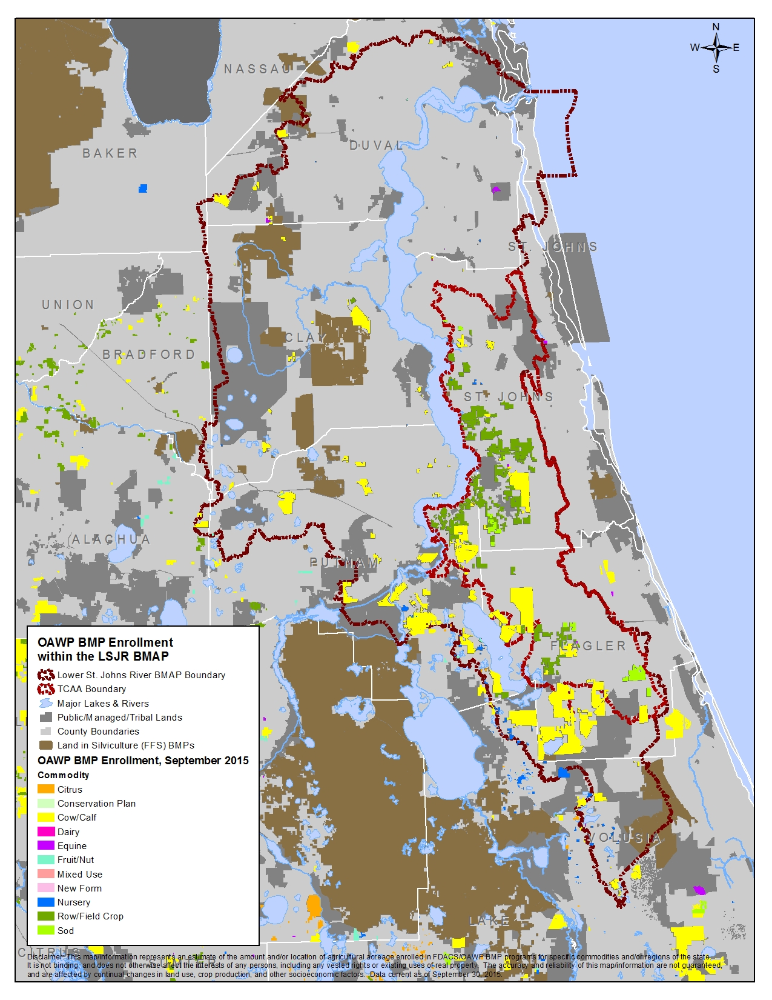 N
W E
S
NASSAU
BAKER
DUVAL
ST. JOHNS
UNION
CLAY
BRADFORD
ST. JOHNS
ALACHUA
PUTNAM
FLAGLER
VOLUSIA
LAKE
CITRUS
OAWP BMP Enrollment
within the LSJR BMAP
Lower St. Johns River BMAP Boundary
TCAA Boundary
Major Lakes & Rivers
Public/Managed/Tribal Lands
County Boundaries
Land in Silviculture (FFS) BMPs
OAWP BMP Enrollment, September 2015
Commodity
Citrus
Conservation Plan
Cow/Calf
Dairy
Equine
Fruit/Nut
Mixed Use
New Form
Nursery
Row/Field Crop
Sod
Disclaimer: This map/information represents an estimate of the amount and/or location of agricultural acreage enrolled in FDACS/OAWP BMP programs for specific commodities and/or regions of the state.
It is not binding, and does not otherwise affect the interests of any persons, including any vested rights or existing uses of real property. The accuracy and reliability of this map/information are not guaranteed,
and are affected by continual changes in land use, crop production, and other socioeconomic factors. Data current as of September 30, 2015.